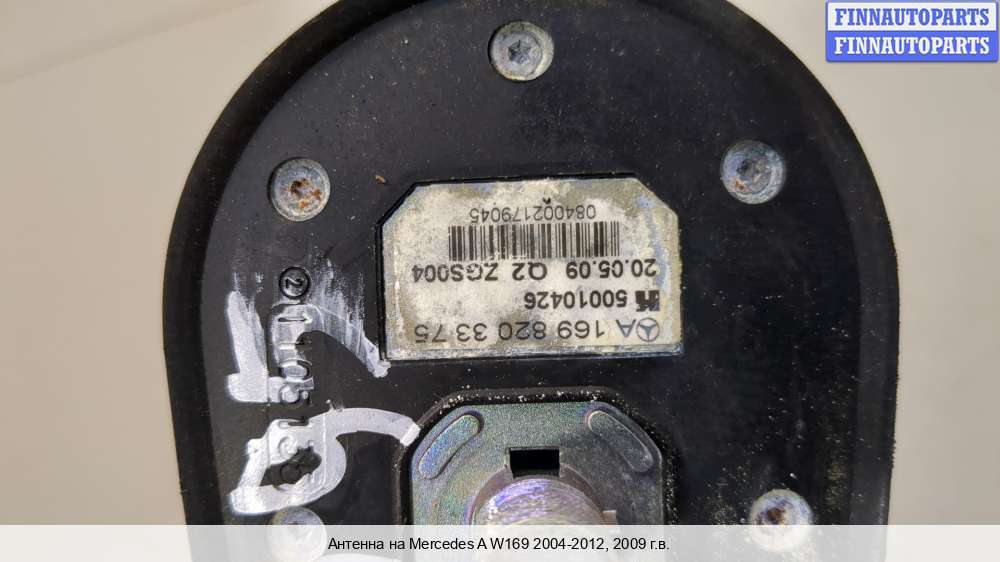 FINNAUTOPARTS
FINNAUTOPARTS
A 169 820 33 75
50010426
20.05.09 Q2 ZGS004
084002179045
Антенна на Mercedes A W169 2004-2012, 2009 г.в.